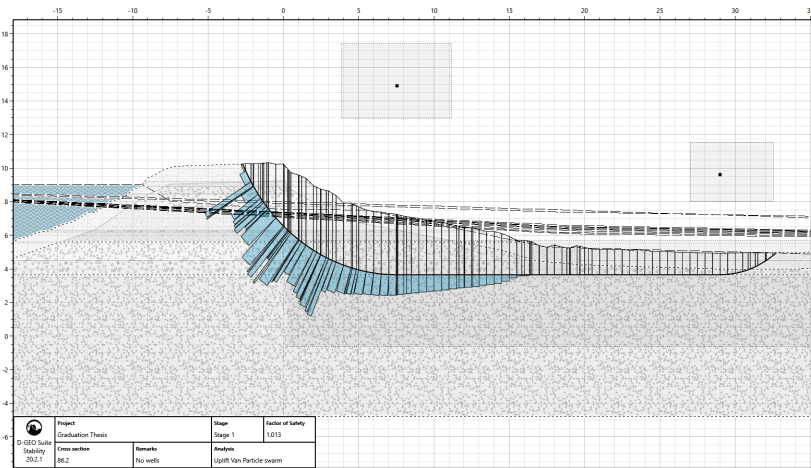 -15 -10 -5 0 5 10 15 20 25 30 35
18
16
14
12
10
8
6
4
2
0
-2
-4
-6
D-GEO Suite
Stability
20.2.1
Project
Graduation Thesis
Stage
Stage 1
Factor of Safety
1.013
Cross section
86.2
Remarks
No wells
Analysis
Uplift Van Particle swarm